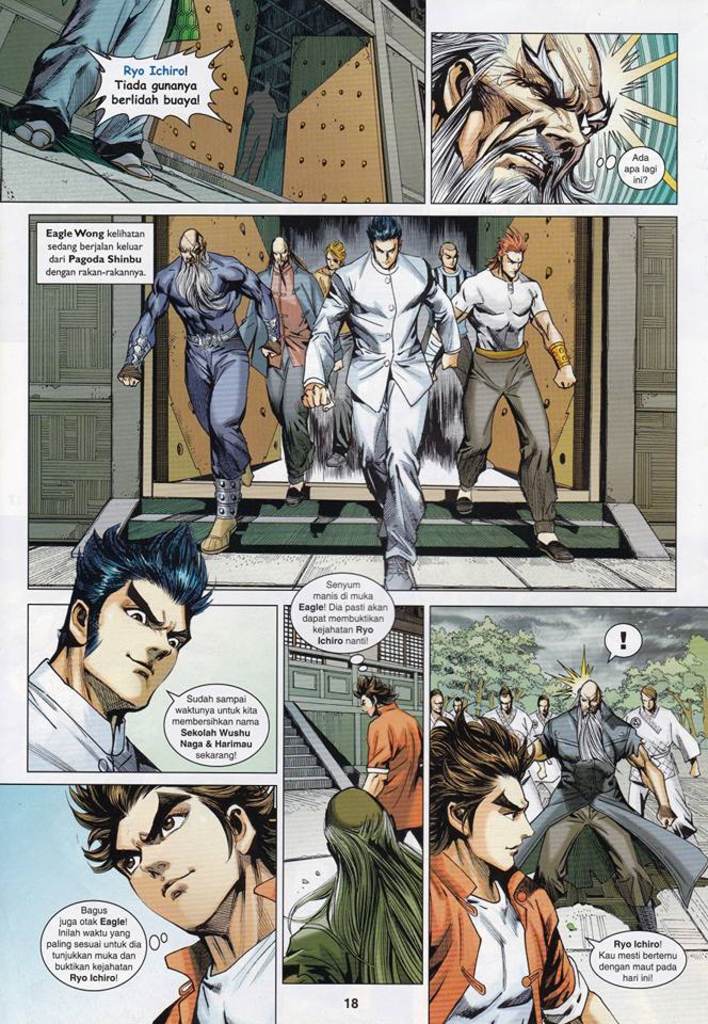 Ryo Ichiro!
Tiada gunanya
berlidah buaya!
Ada
apa lagi
ini?
Eagle Wong kelihatan
sedang berjalan keluar
dari Pagoda Shinbu
dengan rakan-rakannya.
Sudah sampai
waktunya untuk kita
membersihkan nama
Sekolah Wushu
Naga & Harimau
sekarang!
Senyum
manis di muka
Eagle! Dia pasti akan
dapat membuktikan
kejahatan Ryo
Ichiro nanti!
!
Bagus
juga otak Eagle!
Inilah waktu yang
paling sesuai untuk dia
tunjukkan muka dan
buktikan kejahatan
Ryo Ichiro!
Ryo Ichiro!
Kau mesti bertemu
dengan maut pada
hari ini!
18